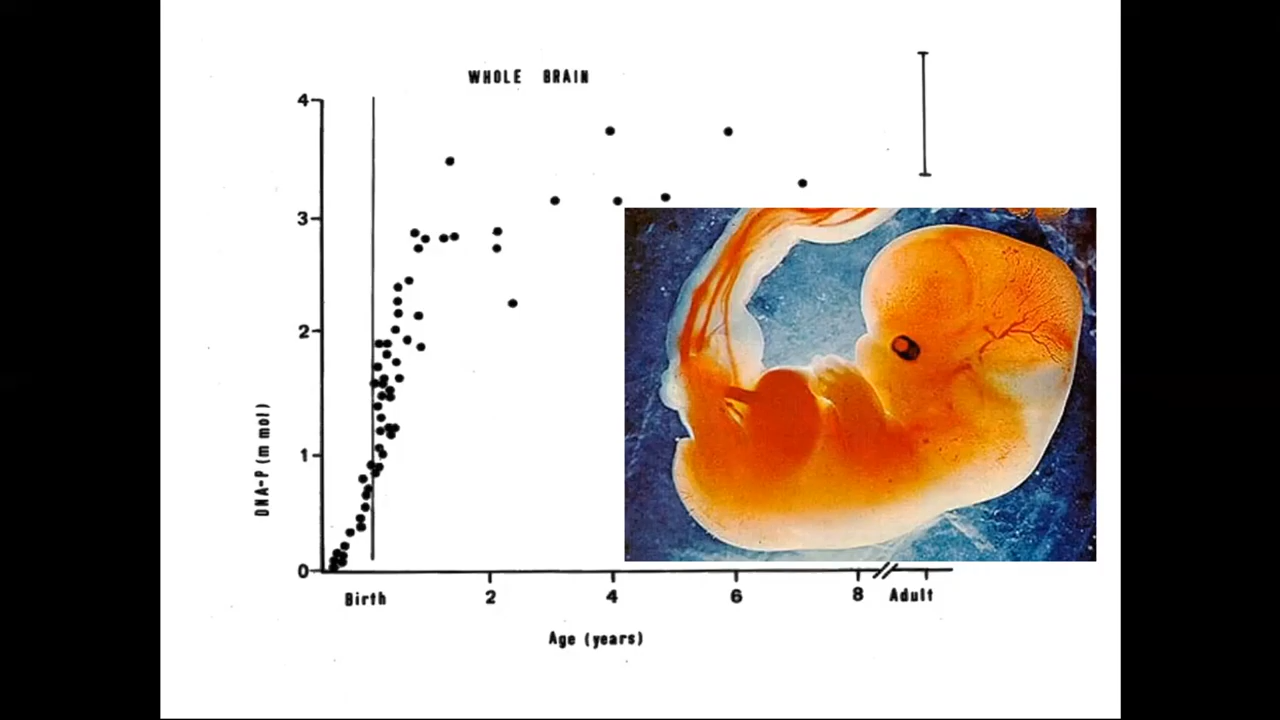 WHOLE BRAIN
4
3
2
1
0
DNA-P (m mol)
Birth 2 4 6 8 Adult
Age (years)